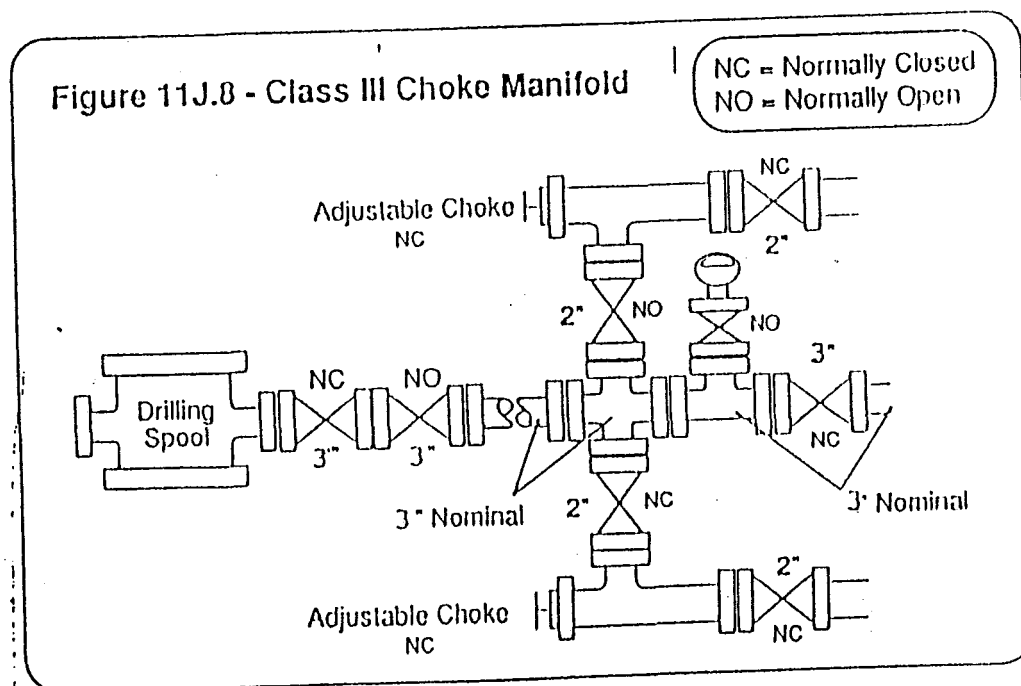 Figure 11J.8 - Class III Choke Manifold
NC = Normally Closed
NO = Normally Open
Adjustable Choke
NC
NC
2"
2"
NO
NO
3"
NC
NC
NO
Drilling
Spool
3"
3"
3" Nominal
2"
NC
3" Nominal
Adjustable Choke
NC
2"
NC